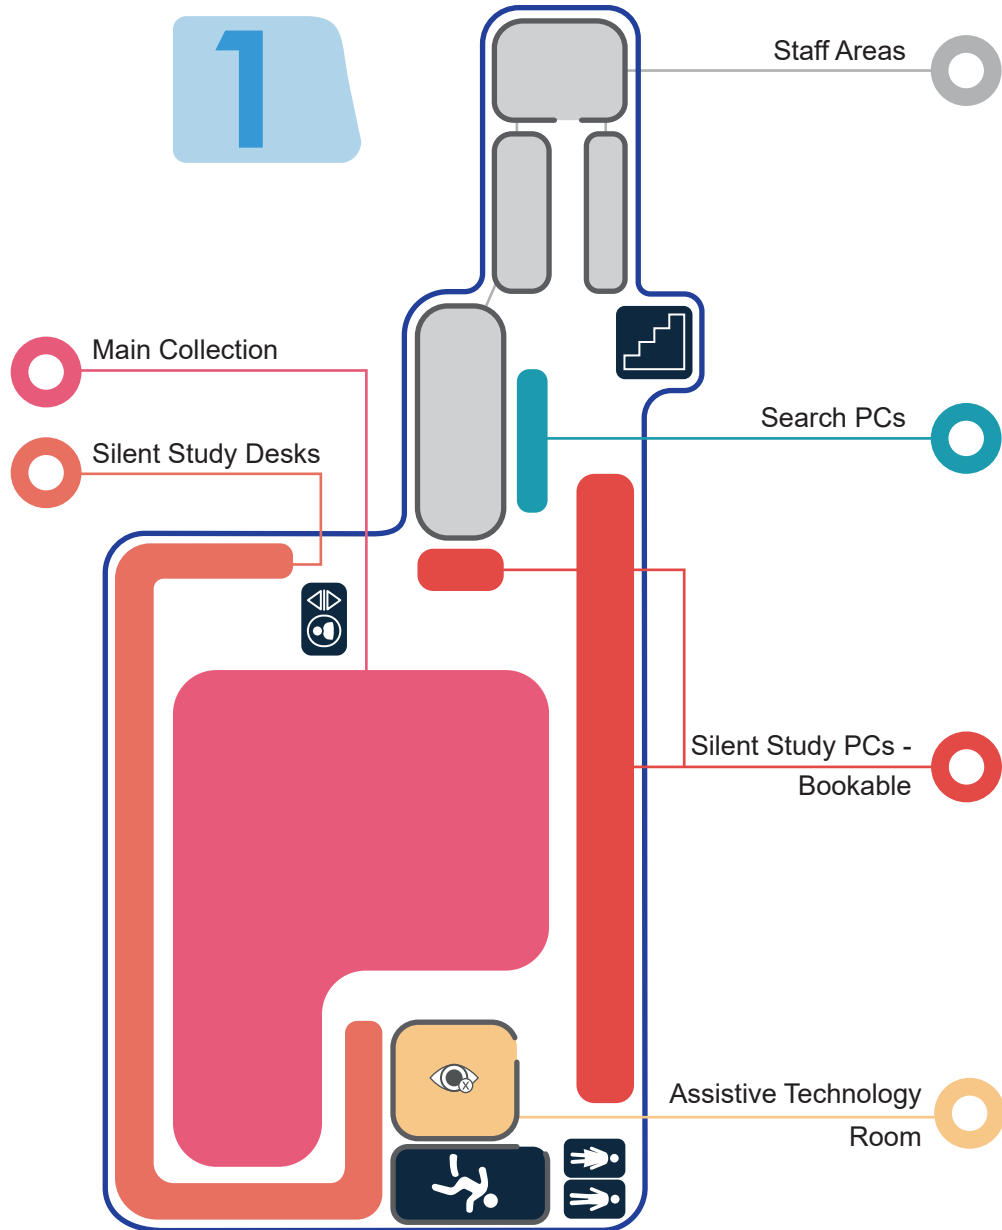 1
Staff Areas
Main Collection
Search PCs
Silent Study Desks
Silent Study PCs -
Bookable
x
Assistive Technology
Room